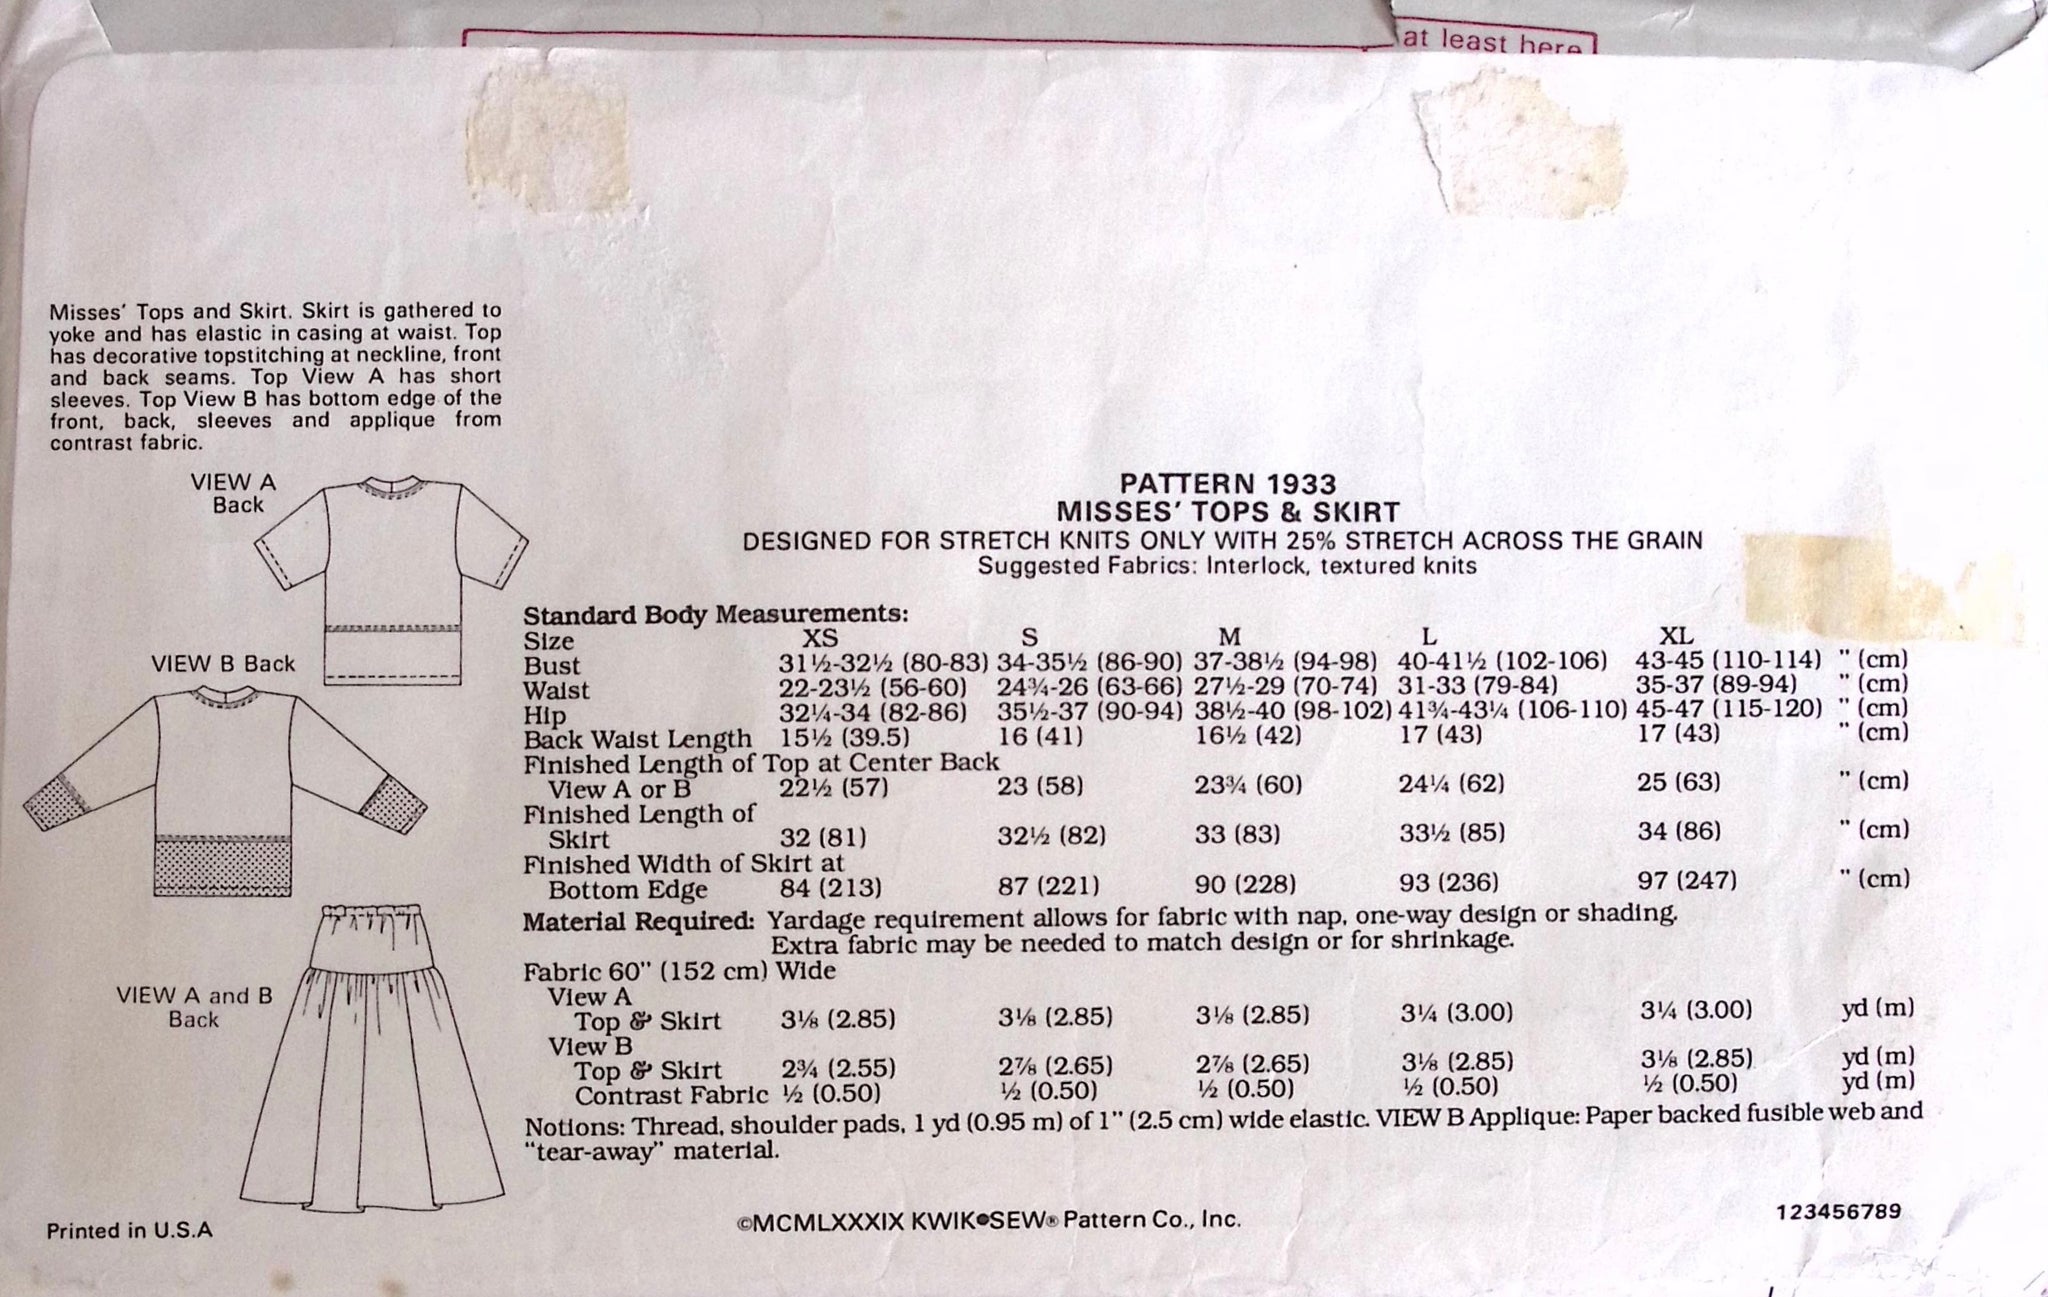 at least here
Misses' Tops and Skirt. Skirt is gathered to
yoke and has elastic in casing at waist. Top
has decorative topstitching at neckline, front
and back seams. Top View A has short
sleeves. Top View B has bottom edge of the
front, back, sleeves and applique from
contrast fabric.
VIEW A
Back
VIEW B Back
VIEW A and B
Back
PATTERN 1933
MISSES' TOPS & SKIRT
DESIGNED FOR STRETCH KNITS ONLY WITH 25% STRETCH ACROSS THE GRAIN
Suggested Fabrics: Interlock, textured knits
Standard Body Measurements:
Size XS S M L XL
Bust 31½-32½ (80-83) 34-35½ (86-90) 37-38½ (94-98) 40-41½ (102-106) 43-45 (110-114) " (cm)
Waist 22-23½ (56-60) 24¾-26 (63-66) 27½-29 (70-74) 31-33 (79-84) 35-37 (89-94) " (cm)
Hip 32¼-34 (82-86) 35½-37 (90-94) 38½-40 (98-102) 41¾-43¼ (106-110) 45-47 (115-120) " (cm)
Back Waist Length 15½ (39.5) 16 (41) 16½ (42) 17 (43) 17 (43) " (cm)
Finished Length of Top at Center Back
View A or B 22½ (57) 23 (58) 23¾ (60) 24¼ (62) 25 (63) " (cm)
Finished Length of
Skirt 32 (81) 32½ (82) 33 (83) 33½ (85) 34 (86) " (cm)
Finished Width of Skirt at
Bottom Edge 84 (213) 87 (221) 90 (228) 93 (236) 97 (247) " (cm)
Material Required: Yardage requirement allows for fabric with nap, one-way design or shading.
Extra fabric may be needed to match design or for shrinkage.
Fabric 60" (152 cm) Wide
View A
Top & Skirt 3⅛ (2.85) 3⅛ (2.85) 3⅛ (2.85) 3¼ (3.00) 3¼ (3.00) yd (m)
View B
Top & Skirt 2¾ (2.55) 2⅞ (2.65) 2⅞ (2.65) 3⅛ (2.85) 3⅛ (2.85) yd (m)
Contrast Fabric ½ (0.50) ½ (0.50) ½ (0.50) ½ (0.50) ½ (0.50) yd (m)
Notions: Thread, shoulder pads, 1 yd (0.95 m) of 1" (2.5 cm) wide elastic. VIEW B Applique: Paper backed fusible web and
"tear-away" material.
Printed in U.S.A
©MCMLXXXIX KWIK•SEW® Pattern Co., Inc.
123456789